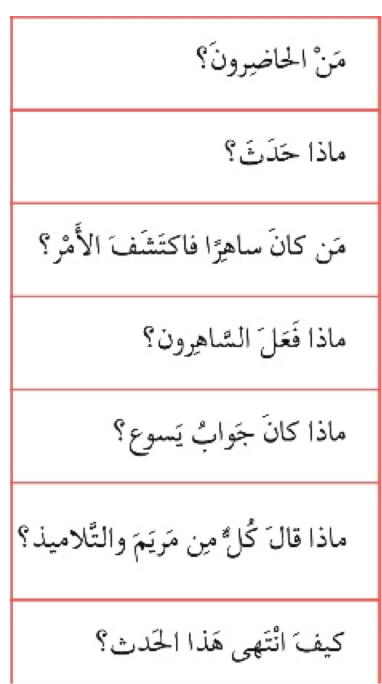 مَنْ الحاضِرونَ؟
ماذا حَدَثَ؟
مَن كانَ ساهِرًا فاكتَشَفَ الأَمْر؟
ماذا فَعَلَ السَّاهِرون؟
ماذا كانَ جَوابُ يَسوع؟
ماذا قالَ كُلٌّ مِن مَريَمَ والتَّلاميذ؟
كيفَ انْتَهى هَذا الحَدث؟